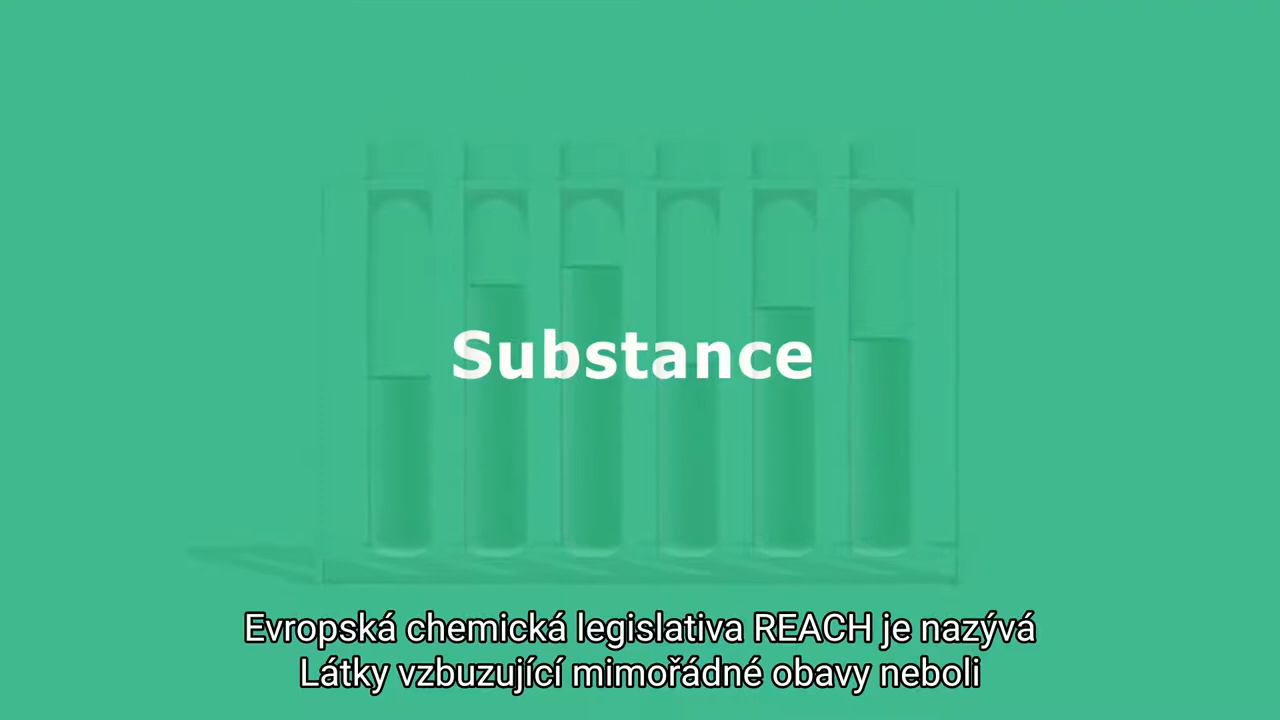 Substance
Evropská chemická legislativa REACH je nazývá
Látky vzbuzující mimořádné obavy neboli